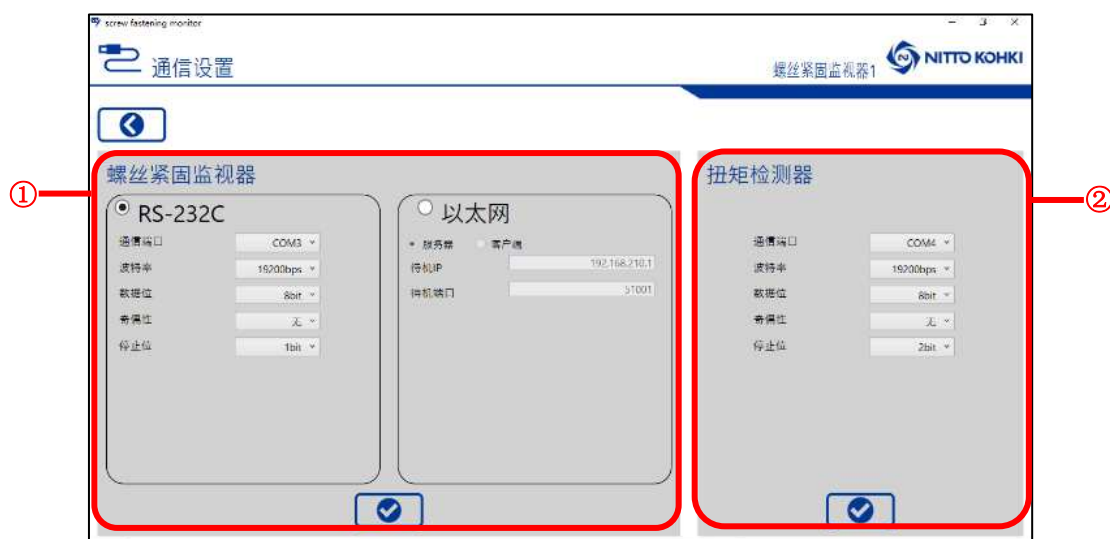 screw fastening monitor
通信设置
螺丝紧固监视器1
NITTO KOHKI
①
螺丝紧固监视器
RS-232C
通信端口 COM3
波特率 19200bps
数据位 8bit
奇偶性 无
停止位 1bit
以太网
服务器 客户端
待机IP 192.168.210.1
待机端口 51001
②
扭矩检测器
通信端口 COM4
波特率 19200bps
数据位 8bit
奇偶性 无
停止位 2bit